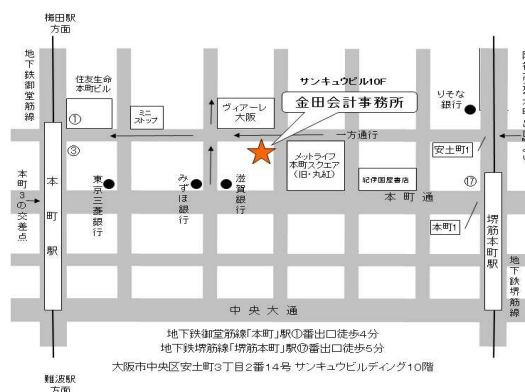 梅田駅
方面
地下鉄御堂筋線
住友生命
本町ビル
①
ミニ
ストップ
ヴィアーレ
大阪
サンキュウビル10F
金田会計事務所
りそな
銀行
一方通行
安土町1
③
本町3の交差点
本町駅
東京三菱銀行
みずほ銀行
滋賀銀行
メットライフ
本町スクエア
(旧・丸紅)
紀伊国屋書店
本町通
⑰
本町1
堺筋本町駅
地下鉄堺筋線
中央大通
地下鉄御堂筋線「本町」駅①番出口徒歩4分
地下鉄堺筋線「堺筋本町」駅⑰番出口徒歩5分
大阪市中央区安土町3丁目2番14号 サンキュウビルディング10階
難波駅
方面